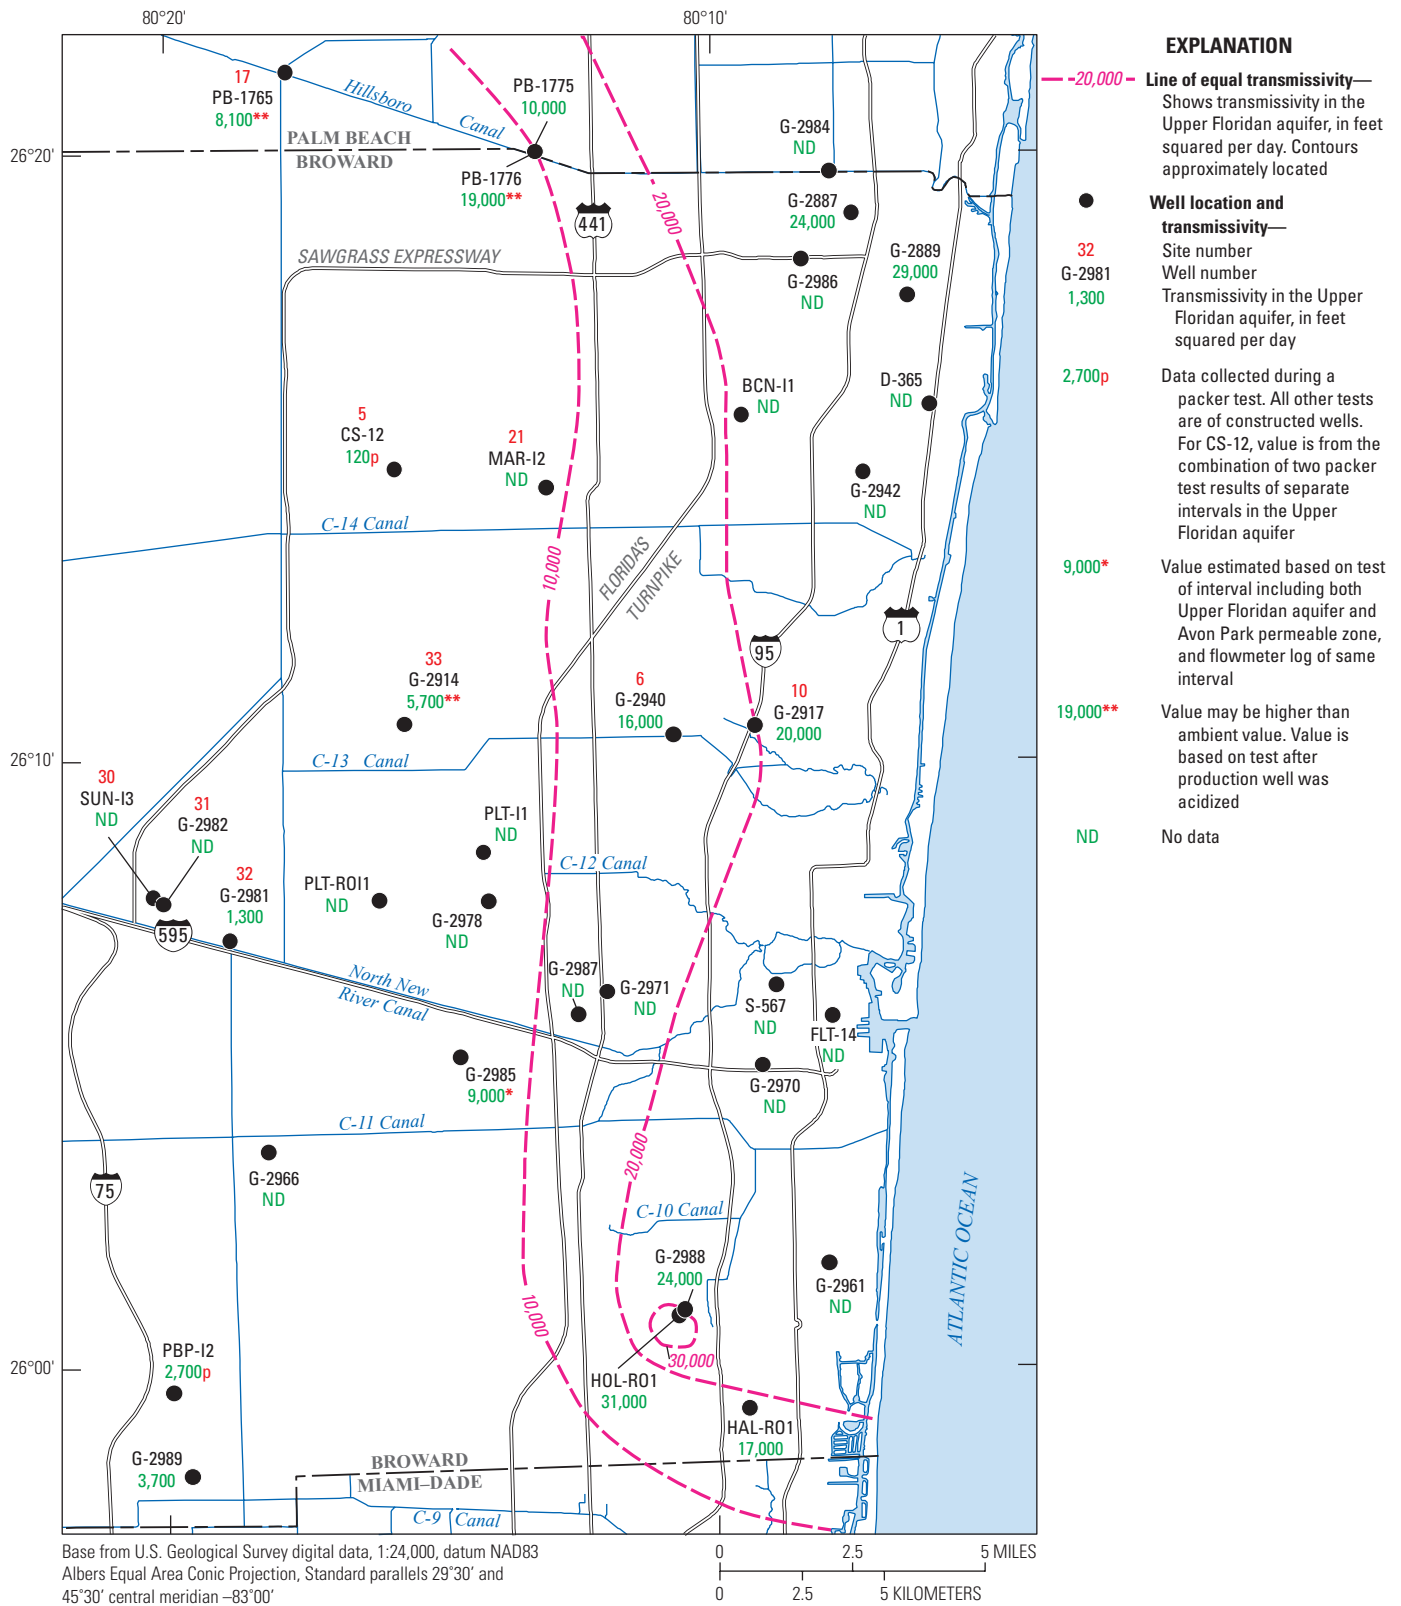 80°20'
80°10'
17
PB-1765
8,100**
Hillsboro
Canal
PB-1775
10,000
PALM BEACH
26°20'
BROWARD
G-2984
ND
PB-1776
19,000**
20,000
G-2887
24,000
441
SAWGRASS EXPRESSWAY
G-2889
29,000
G-2986
ND
BCN-I1
ND
D-365
ND
5
CS-12
120p
21
MAR-I2
ND
G-2942
ND
C-14 Canal
10,000
FLORIDA'S
TURNPIKE
1
95
33
G-2914
5,700**
6
G-2940
16,000
10
G-2917
20,000
26°10'
C-13 Canal
30
SUN-I3
ND
31
G-2982
ND
PLT-I1
ND
C-12 Canal
32
G-2981
1,300
PLT-ROI1
ND
G-2978
ND
595
North New
River Canal
G-2987
ND
G-2971
ND
S-567
ND
FLT-14
ND
G-2985
9,000*
G-2970
ND
C-11 Canal
20,000
G-2966
ND
75
C-10 Canal
ATLANTIC OCEAN
G-2988
24,000
G-2961
ND
10,000
30,000
PBP-I2
2,700p
26°00'
HOL-RO1
31,000
HAL-RO1
17,000
G-2989
3,700
BROWARD
MIAMI–DADE
C-9 Canal
Base from U.S. Geological Survey digital data, 1:24,000, datum NAD83
Albers Equal Area Conic Projection, Standard parallels 29°30' and
45°30' central meridian –83°00'
0 2.5 5 MILES
0 2.5 5 KILOMETERS
EXPLANATION
20,000 Line of equal transmissivity—
Shows transmissivity in the
Upper Floridan aquifer, in feet
squared per day. Contours
approximately located
Well location and
transmissivity—
32 Site number
G-2981 Well number
1,300 Transmissivity in the Upper
Floridan aquifer, in feet
squared per day
2,700p Data collected during a
packer test. All other tests
are of constructed wells.
For CS-12, value is from the
combination of two packer
test results of separate
intervals in the Upper
Floridan aquifer
9,000* Value estimated based on test
of interval including both
Upper Floridan aquifer and
Avon Park permeable zone,
and flowmeter log of same
interval
19,000** Value may be higher than
ambient value. Value is
based on test after
production well was
acidized
ND No data